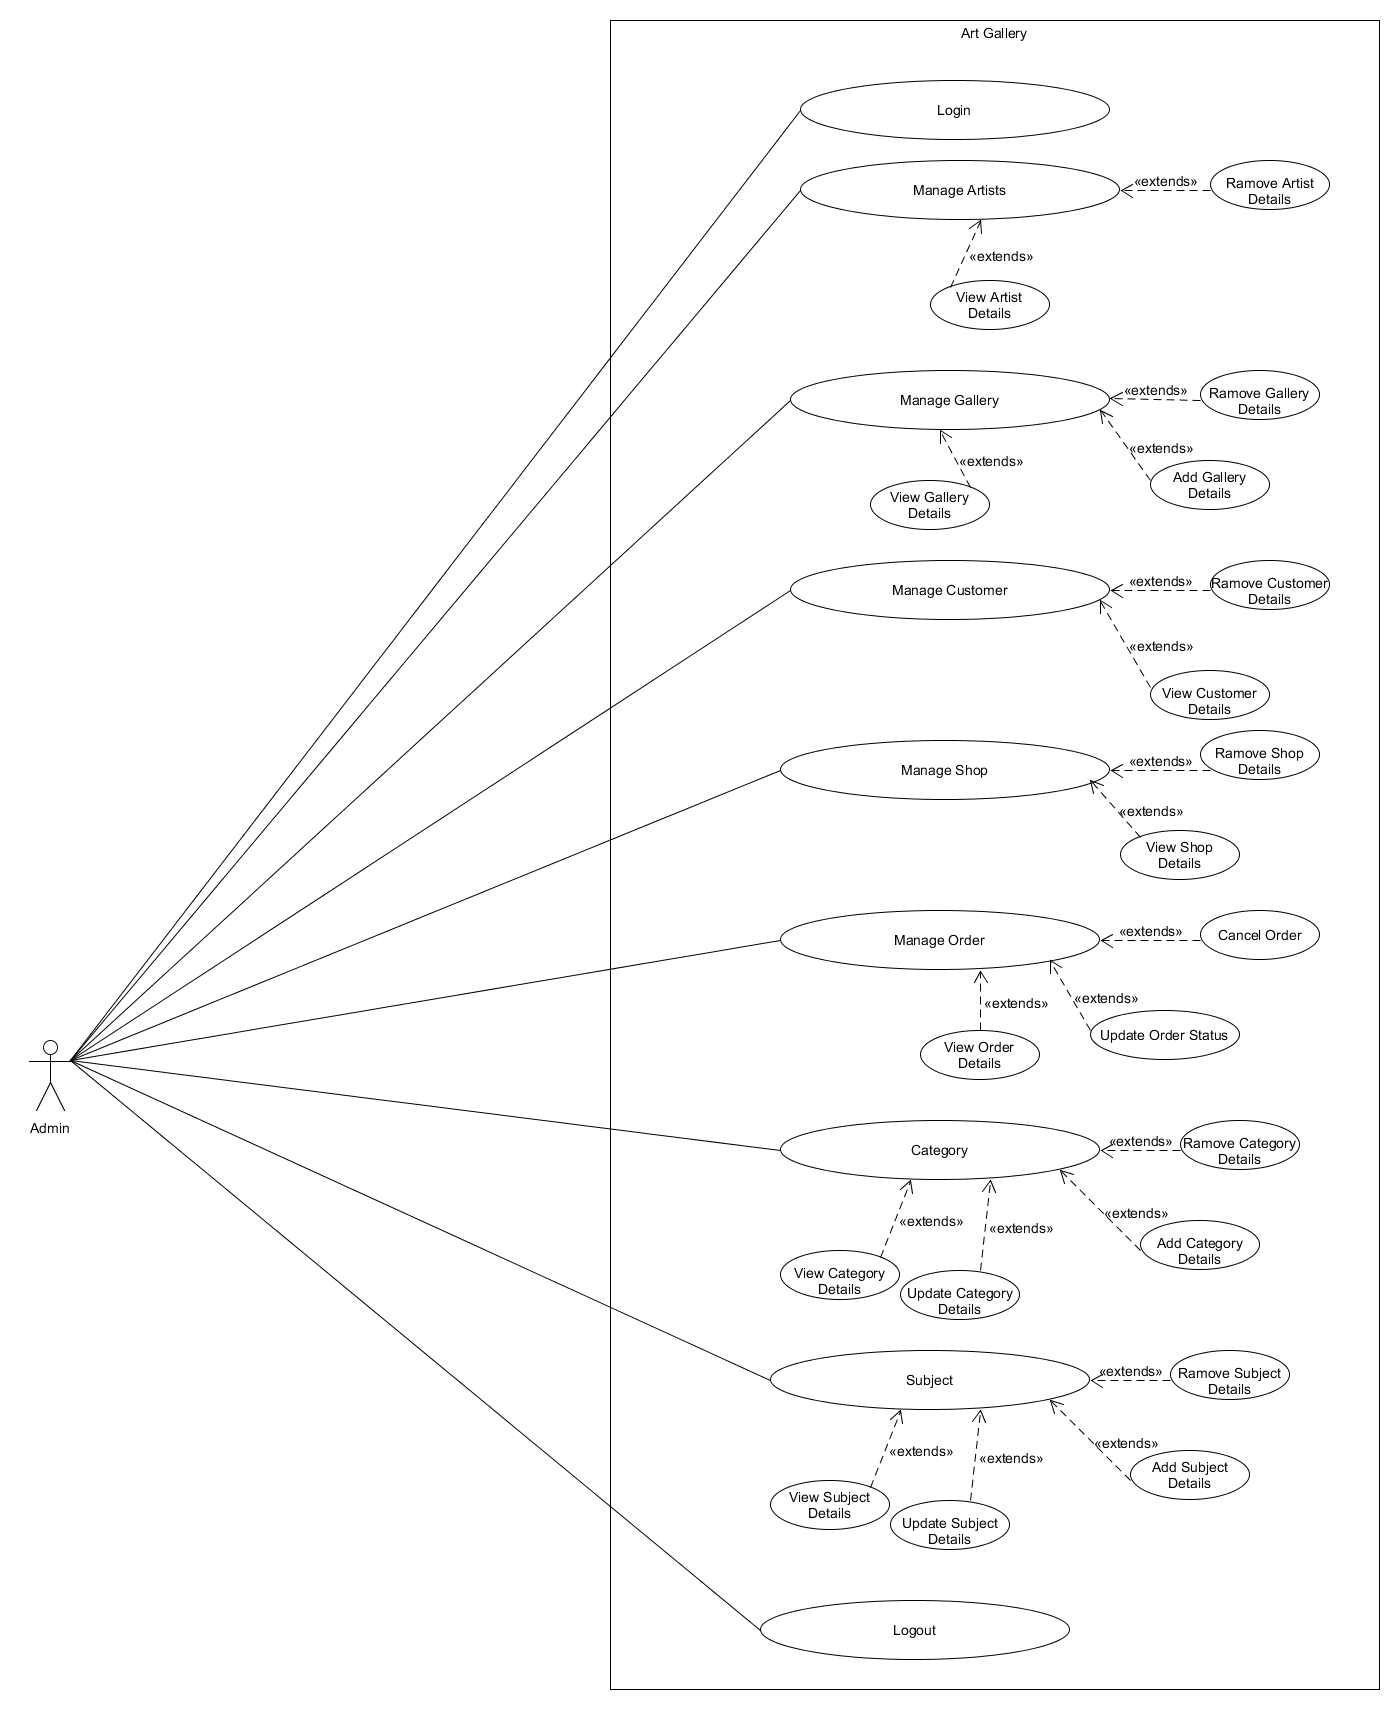 Art Gallery
Login
Manage Artists
«extends»
Ramove Artist
Details
«extends»
View Artist
Details
Manage Gallery
«extends»
Ramove Gallery
Details
«extends»
Add Gallery
Details
«extends»
View Gallery
Details
Manage Customer
«extends»
Ramove Customer
Details
«extends»
View Customer
Details
Manage Shop
«extends»
Ramove Shop
Details
«extends»
View Shop
Details
Manage Order
«extends»
Cancel Order
«extends»
Update Order Status
«extends»
View Order
Details
Admin
Category
«extends»
Ramove Category
Details
«extends»
Add Category
Details
«extends»
View Category
Details
«extends»
Update Category
Details
Subject
«extends»
Ramove Subject
Details
«extends»
Add Subject
Details
«extends»
View Subject
Details
«extends»
Update Subject
Details
Logout